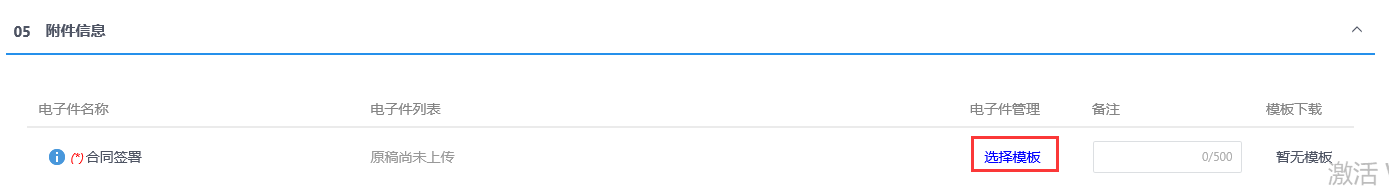 05 附件信息
电子件名称 电子件列表 电子件管理 备注 模板下载
(*)合同签署 原稿尚未上传 选择模板 0/500 暂无模板
激活